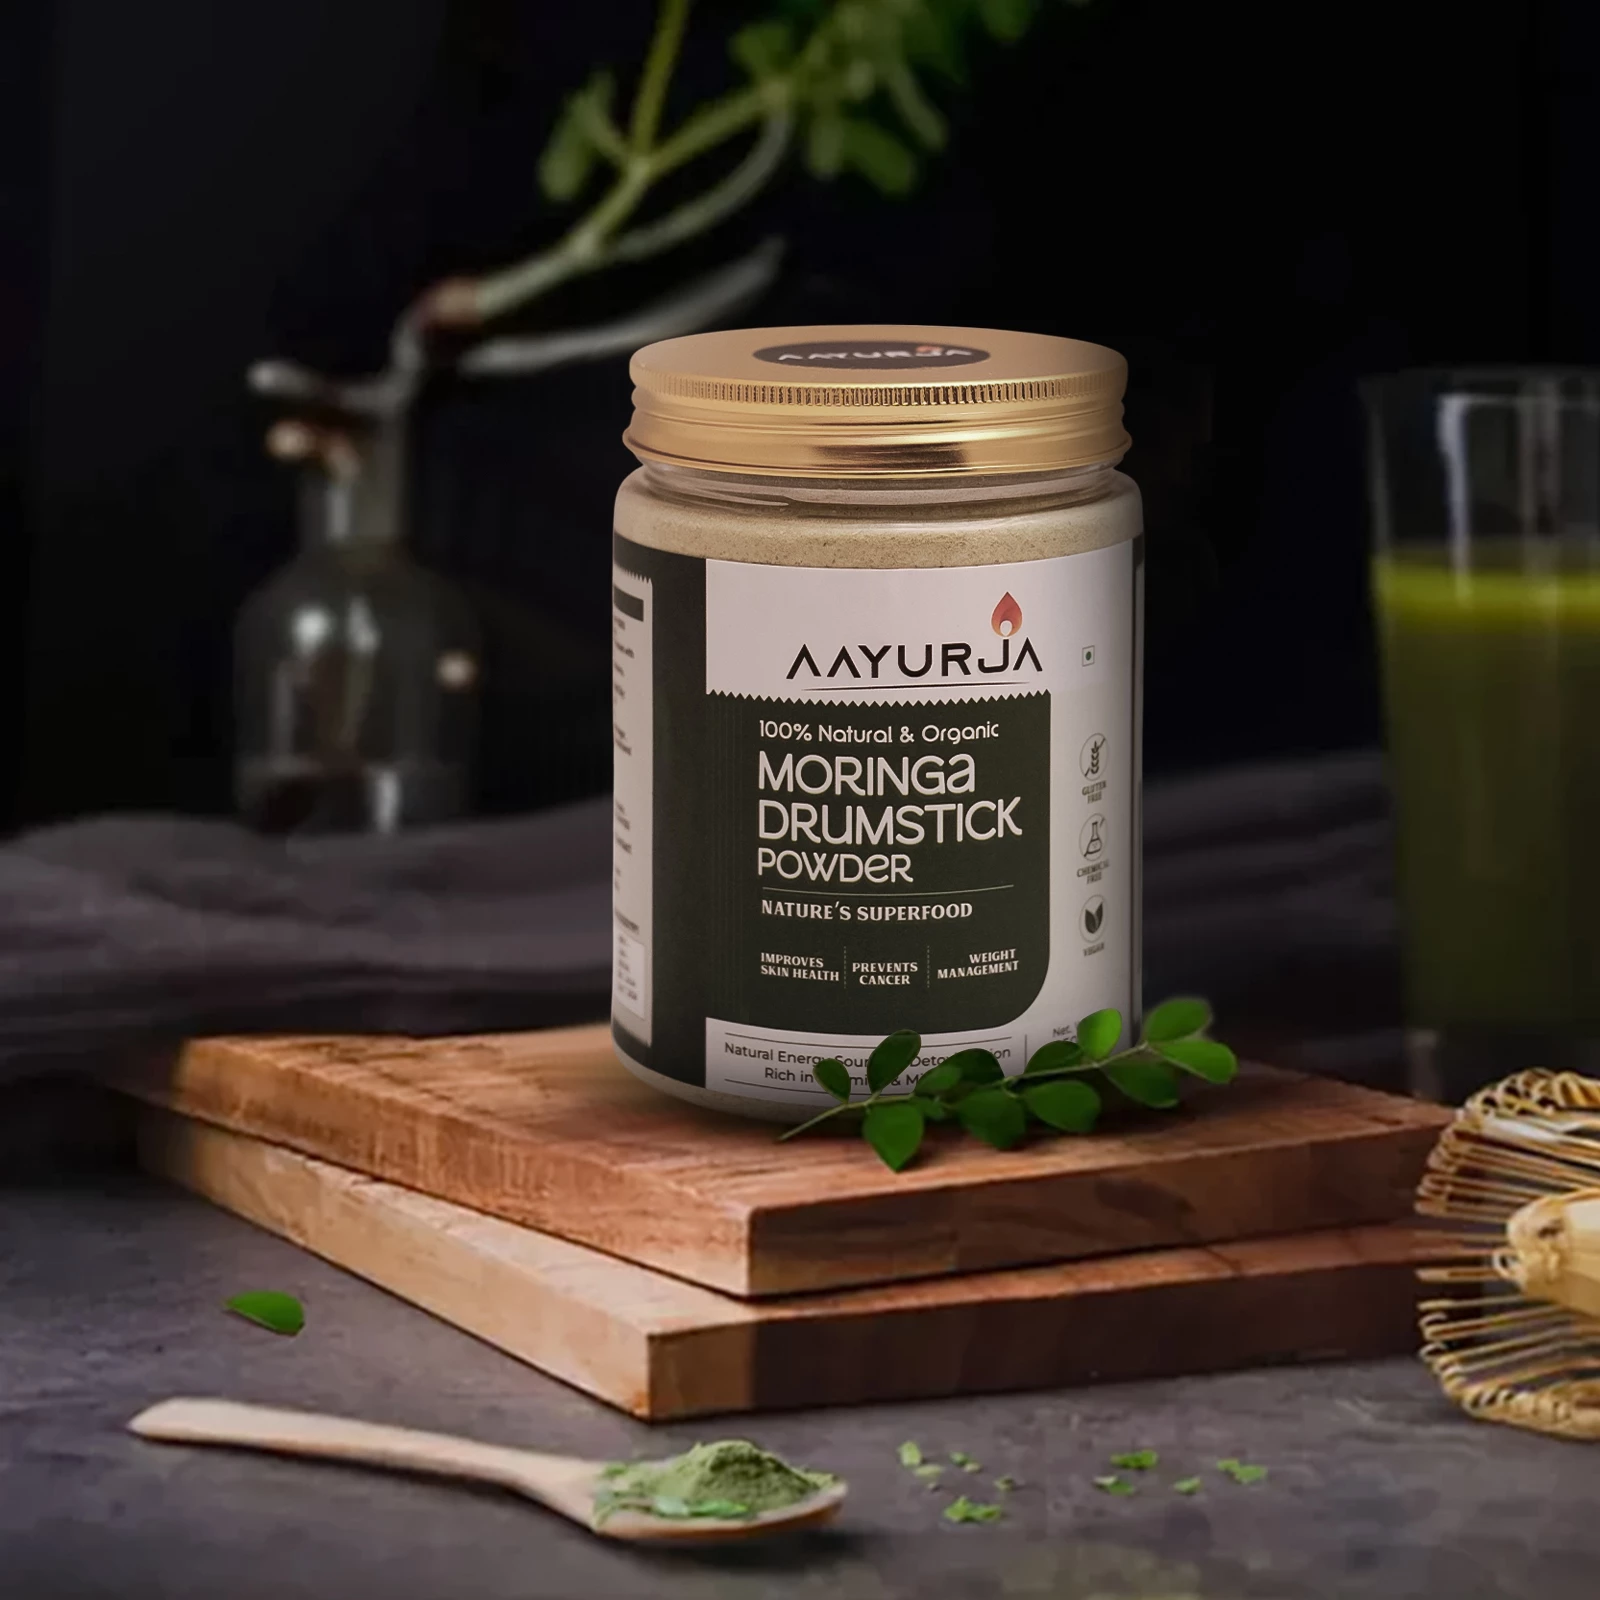 AAYURJA
AAYURJA
100% Natural & Organic
MORINGa
DRUMSTICK
POWDeR
NATURE'S SUPERFOOD
IMPROVES
SKIN HEALTH
PREVENTS
CANCER
WEIGHT
MANAGEMENT
GLUTEN
FREE
CHEMICAL
FREE
VEGAN
Natural Energy
Rich in
Net.